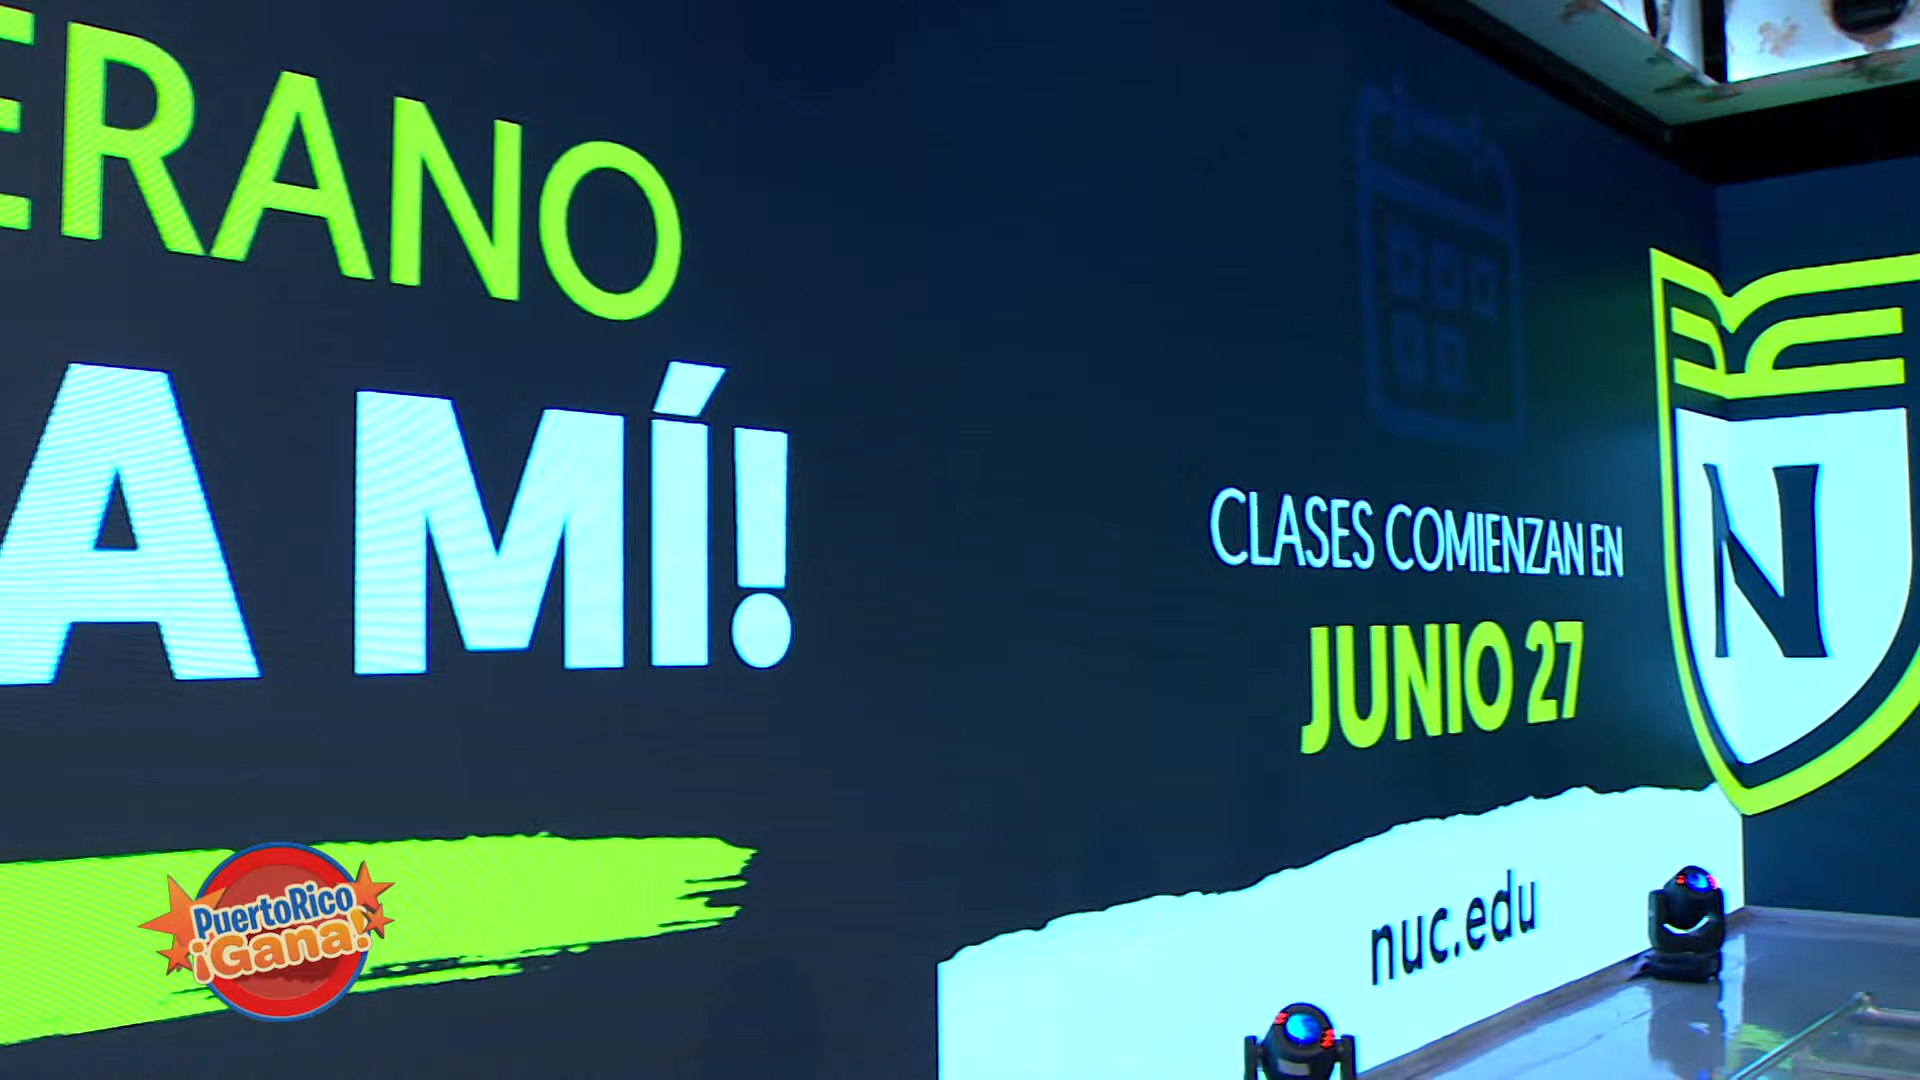 ERANO
A MÍ!
CLASES COMIENZAN EN
JUNIO 27
N
nuc.edu
PuertoRico
¡Gana!